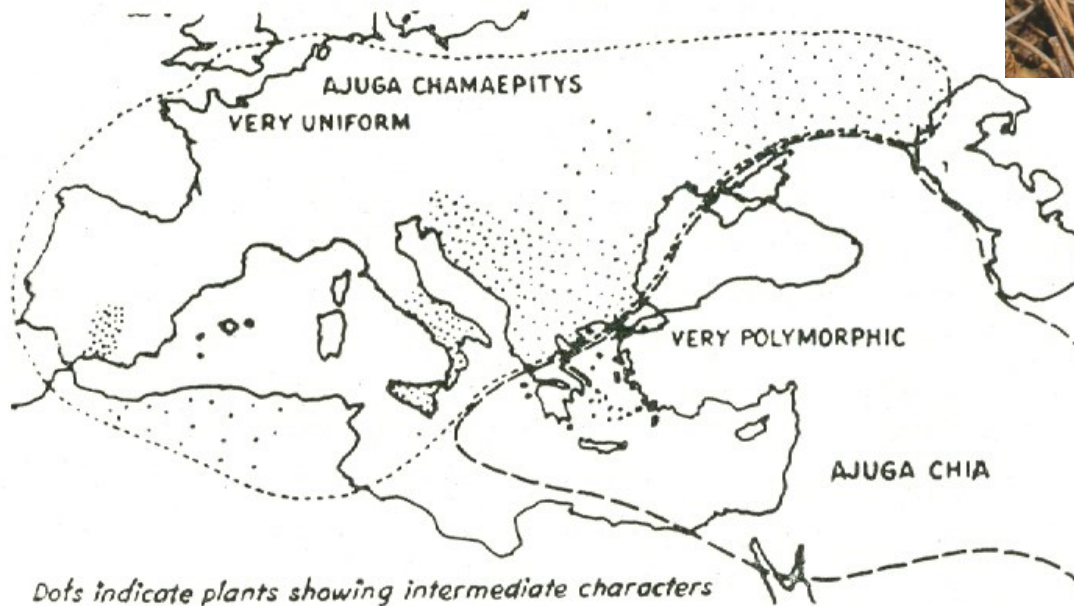 AJUGA CHAMAEPITYS
VERY UNIFORM
VERY POLYMORPHIC
AJUGA CHIA
Dots indicate plants showing intermediate characters